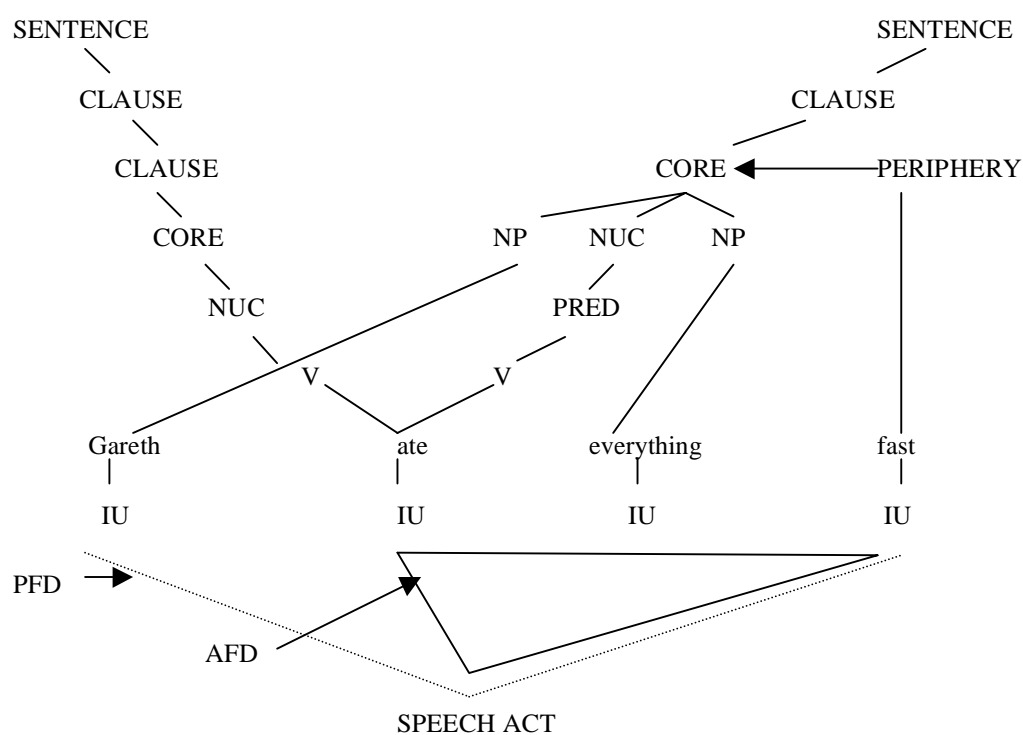 SENTENCE SENTENCE
CLAUSE CLAUSE
CLAUSE CORE PERIPHERY
CORE NP NUC NP
NUC PRED
V V
Gareth ate everything fast
IU IU IU IU
PFD
AFD
SPEECH ACT